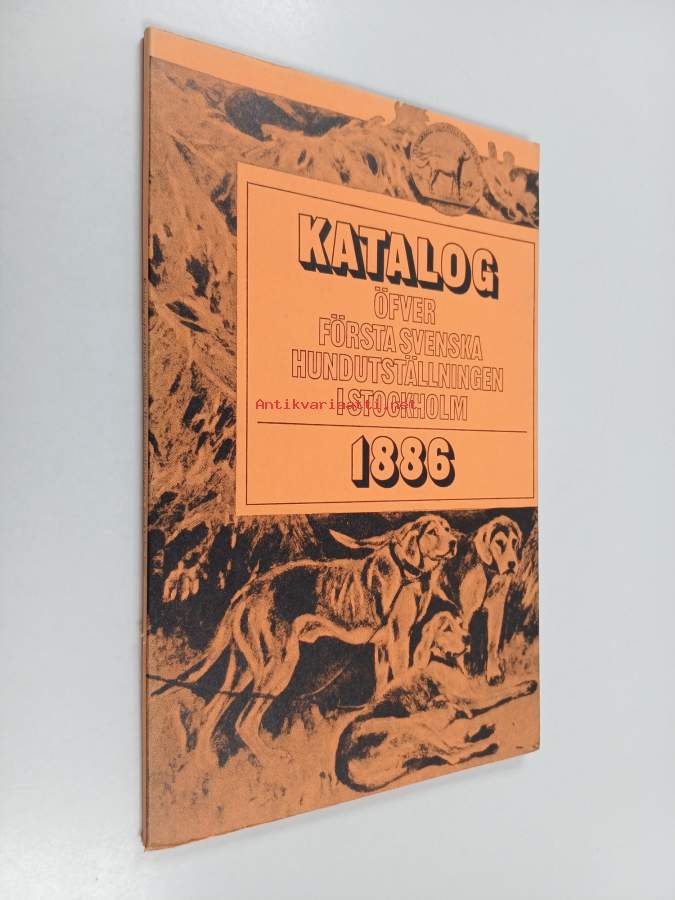 KATALOG
ÖFVER
FÖRSTA SVENSKA
HUNDUTSTÄLLNINGEN
I STOCKHOLM
Antikvariaatti.net
1886